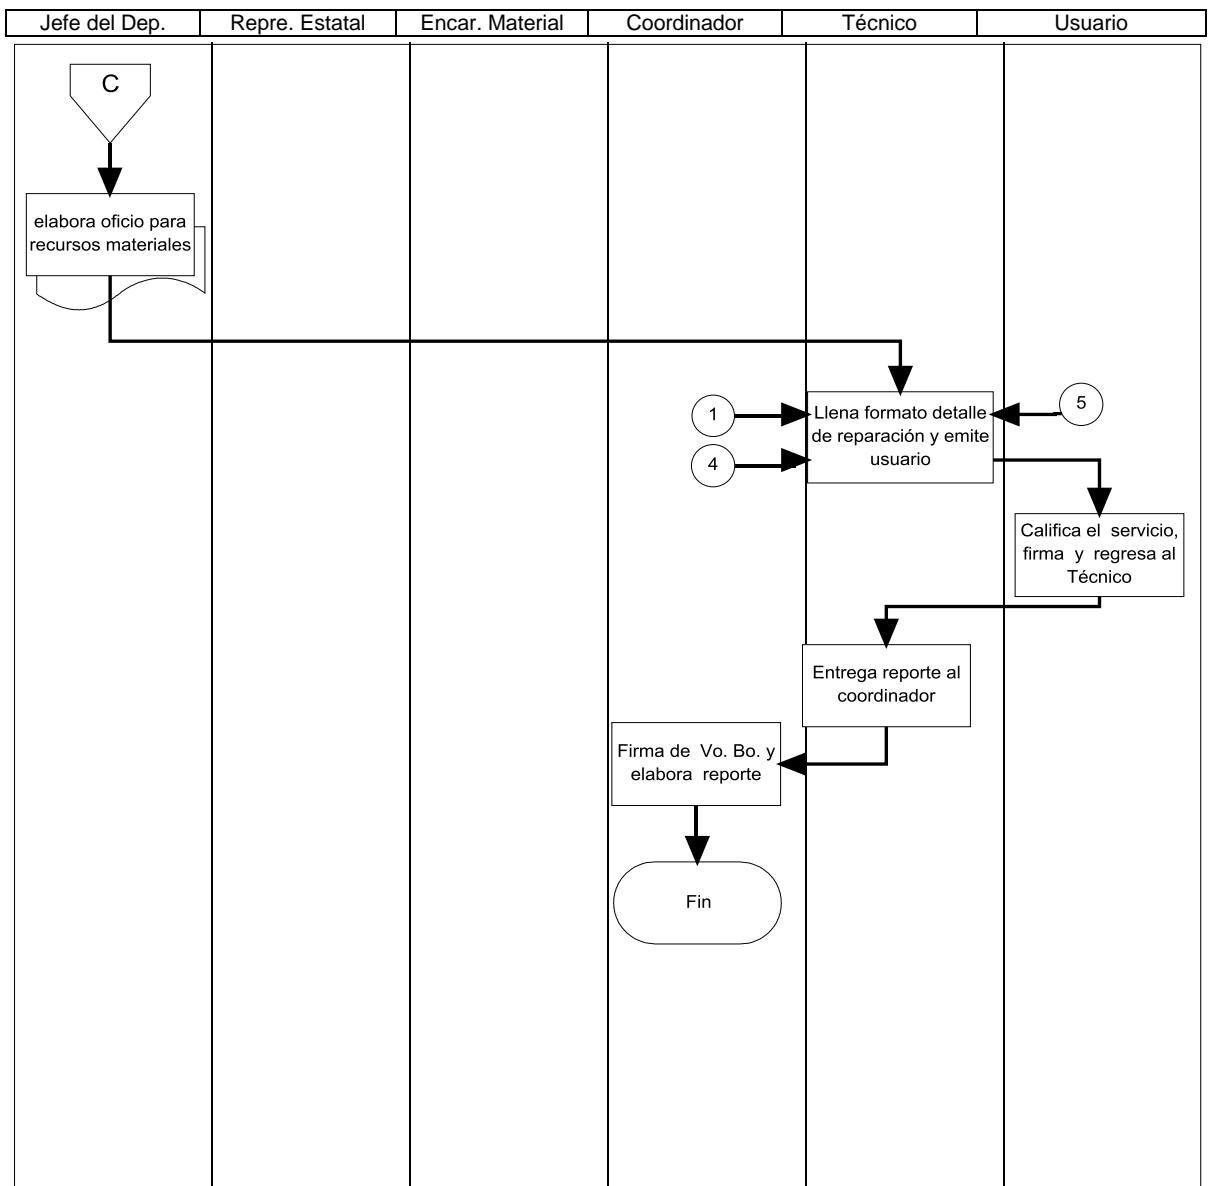 Jefe del Dep. Repre. Estatal Encar. Material Coordinador Técnico Usuario
C
elabora oficio para
recursos materiales
1
4
Llena formato detalle
de reparación y emite
usuario
5
Califica el servicio,
firma y regresa al
Técnico
Entrega reporte al
coordinador
Firma de Vo. Bo. y
elabora reporte
Fin